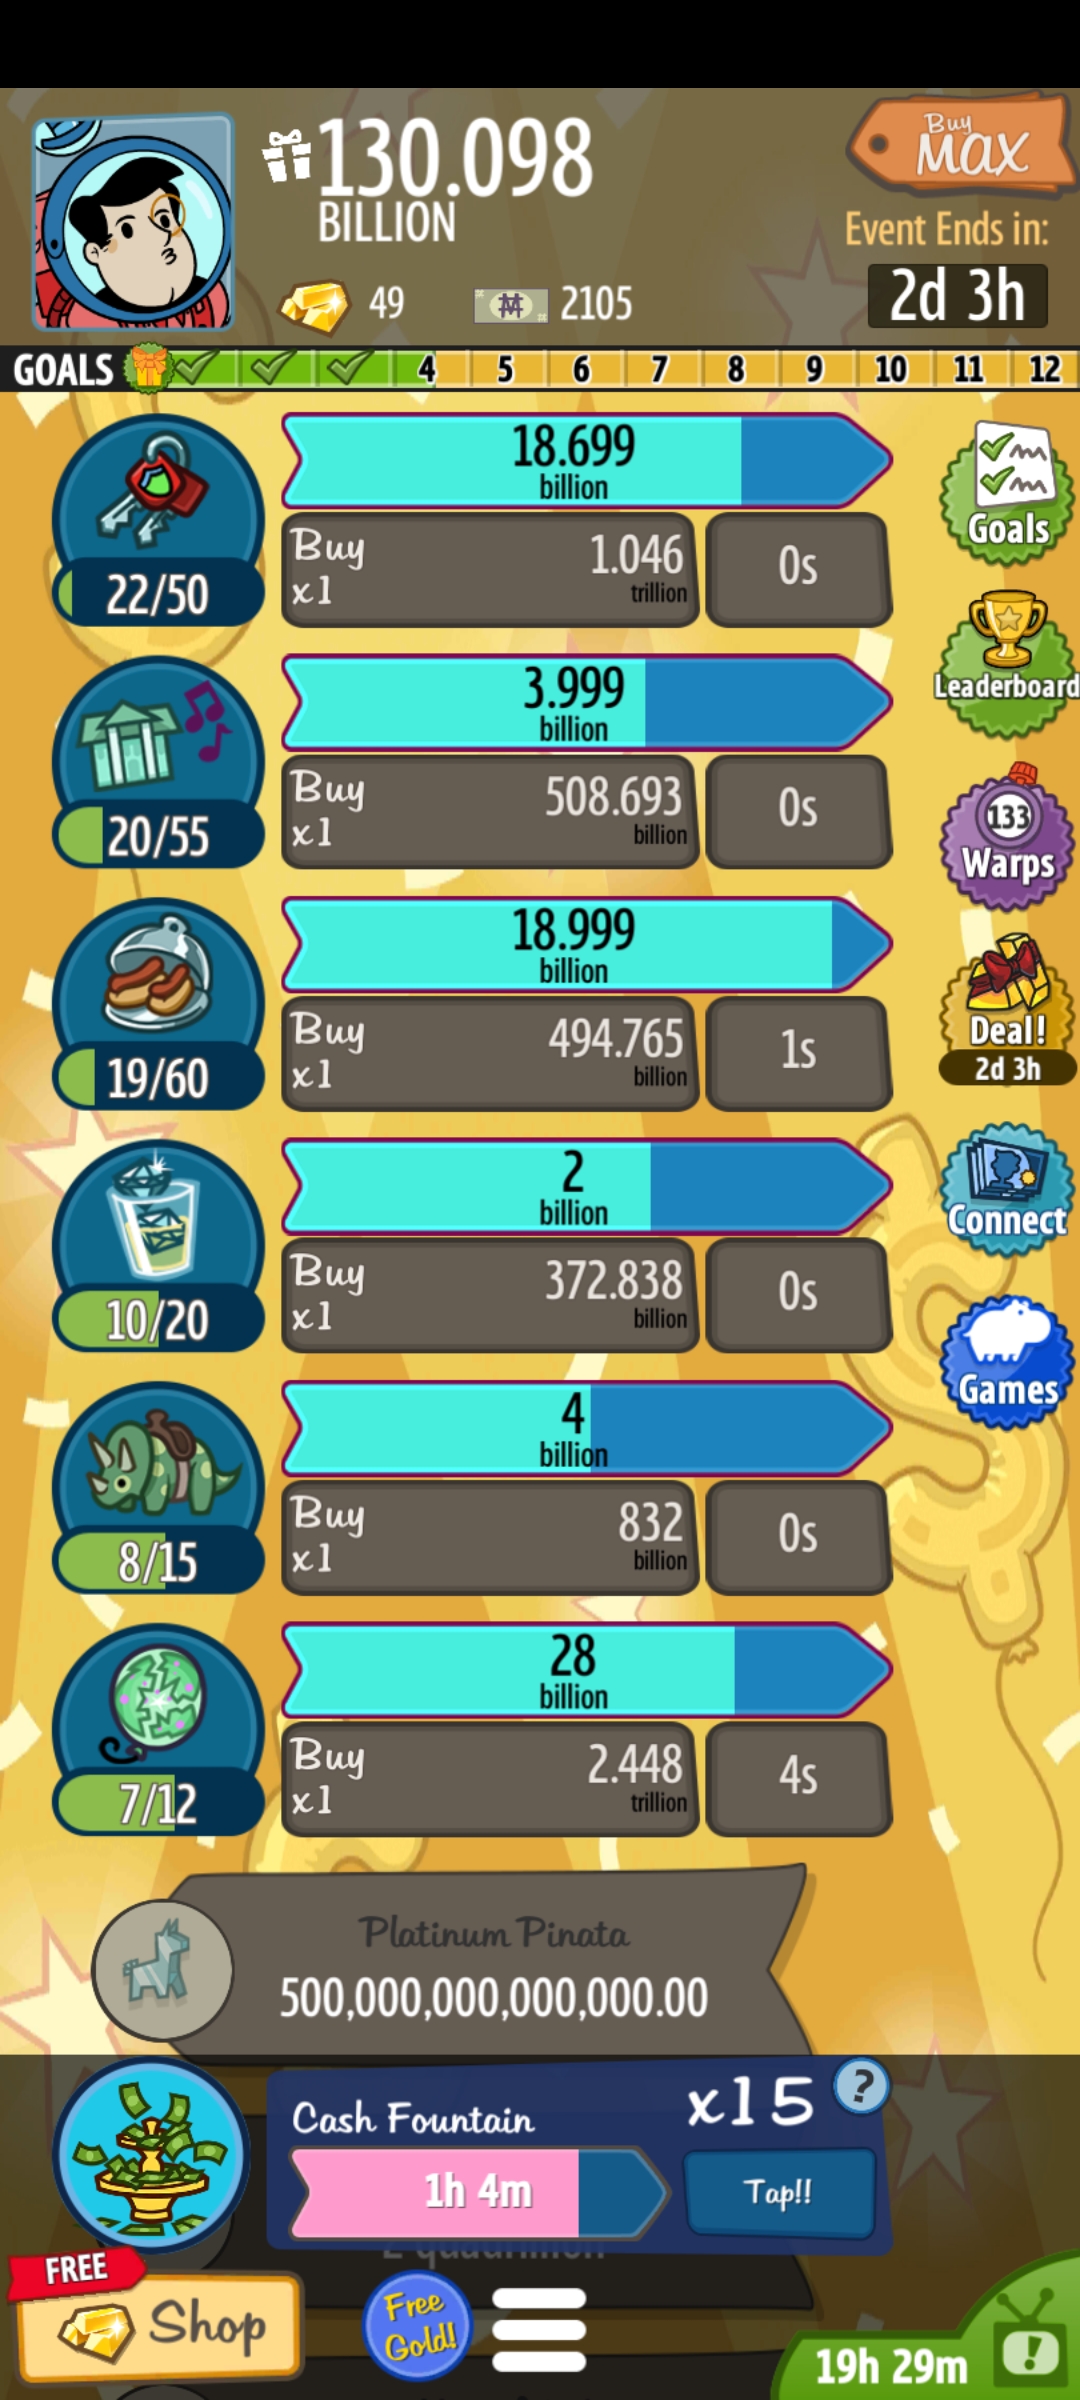 130.098
BILLION
Buy
MAX
Event Ends in:
2d 3h
49
2105
GOALS 4 5 6 7 8 9 10 11 12
18.699
billion
22/50
Buy
x1
1.046
trillion
0s
Goals
3.999
billion
20/55
Buy
x1
508.693
billion
0s
Leaderboard
133
Warps
18.999
billion
19/60
Buy
x1
494.765
billion
1s
Deal!
2d 3h
2
billion
10/20
Buy
x1
372.838
billion
0s
Connect
4
billion
8/15
Buy
x1
832
billion
0s
Games
28
billion
7/12
Buy
x1
2.448
trillion
4s
Platinum Pinata
500,000,000,000,000.00
Cash Fountain
x15
?
1h 4m
Tap!!
2 quadrillion
FREE
Shop
Free
Gold!
19h 29m